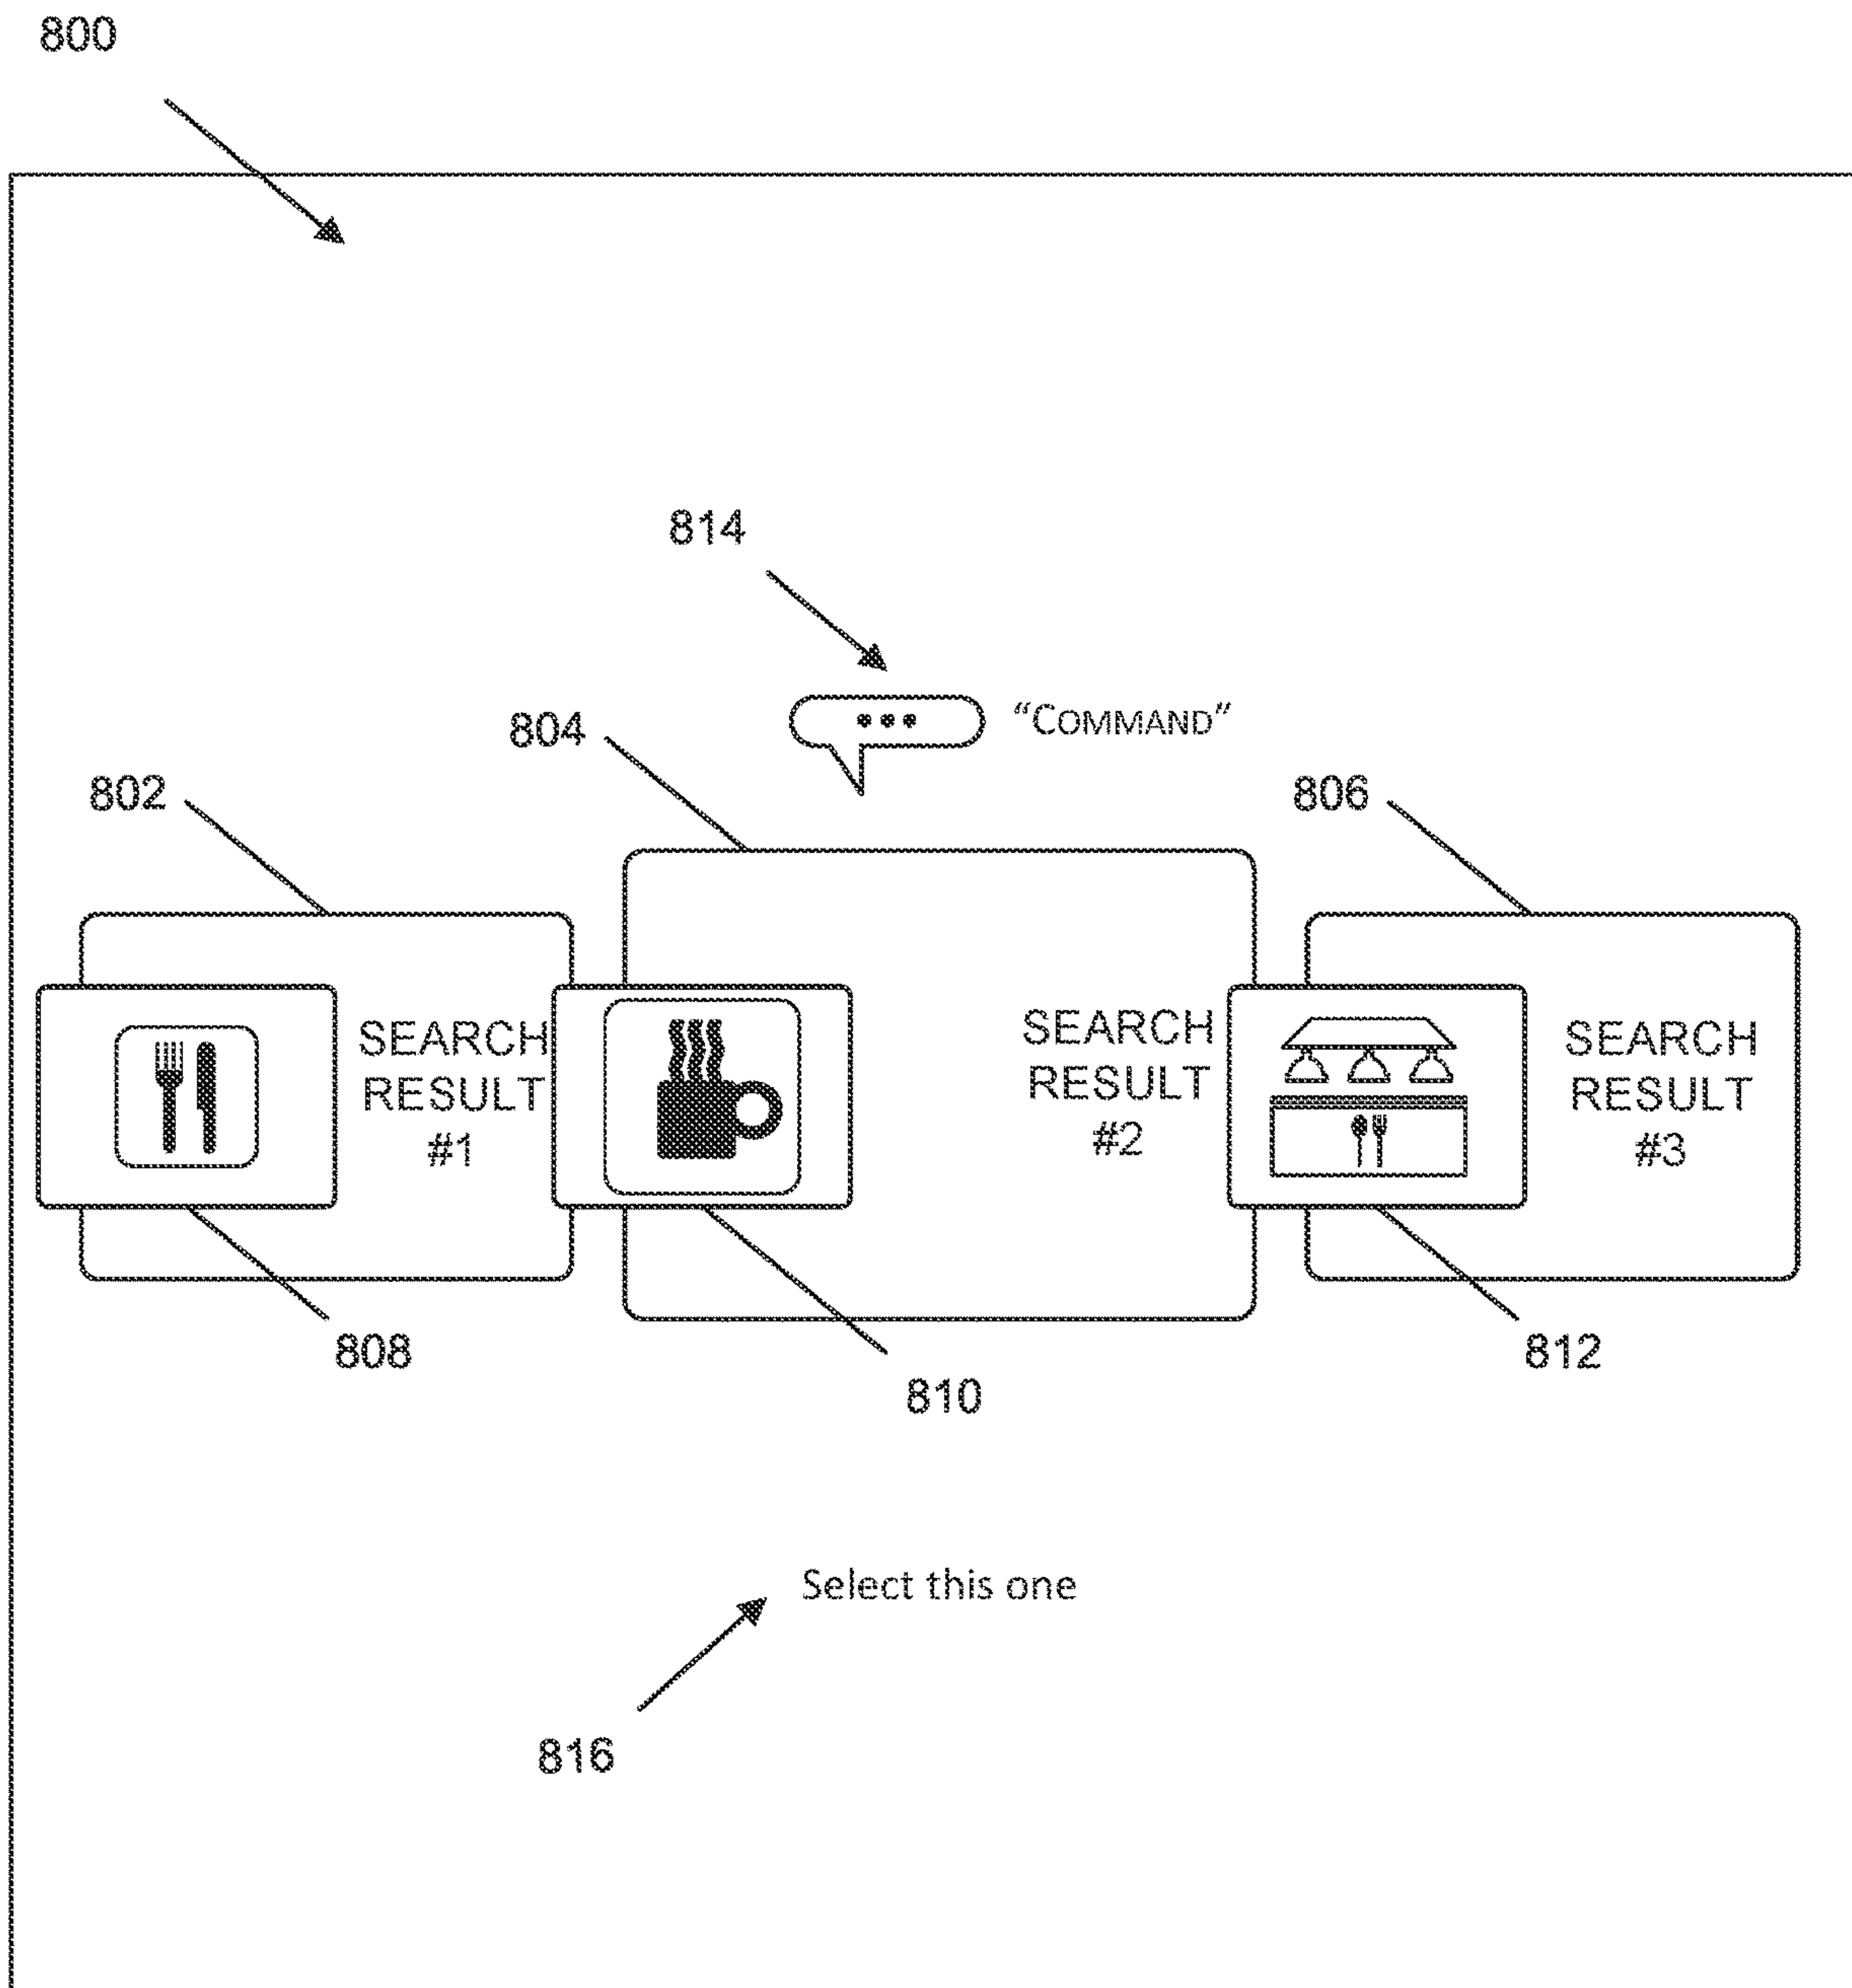 800
814
“COMMAND”
804
802
806
SEARCH
RESULT
#1
SEARCH
RESULT
#2
SEARCH
RESULT
#3
808
810
812
Select this one
816